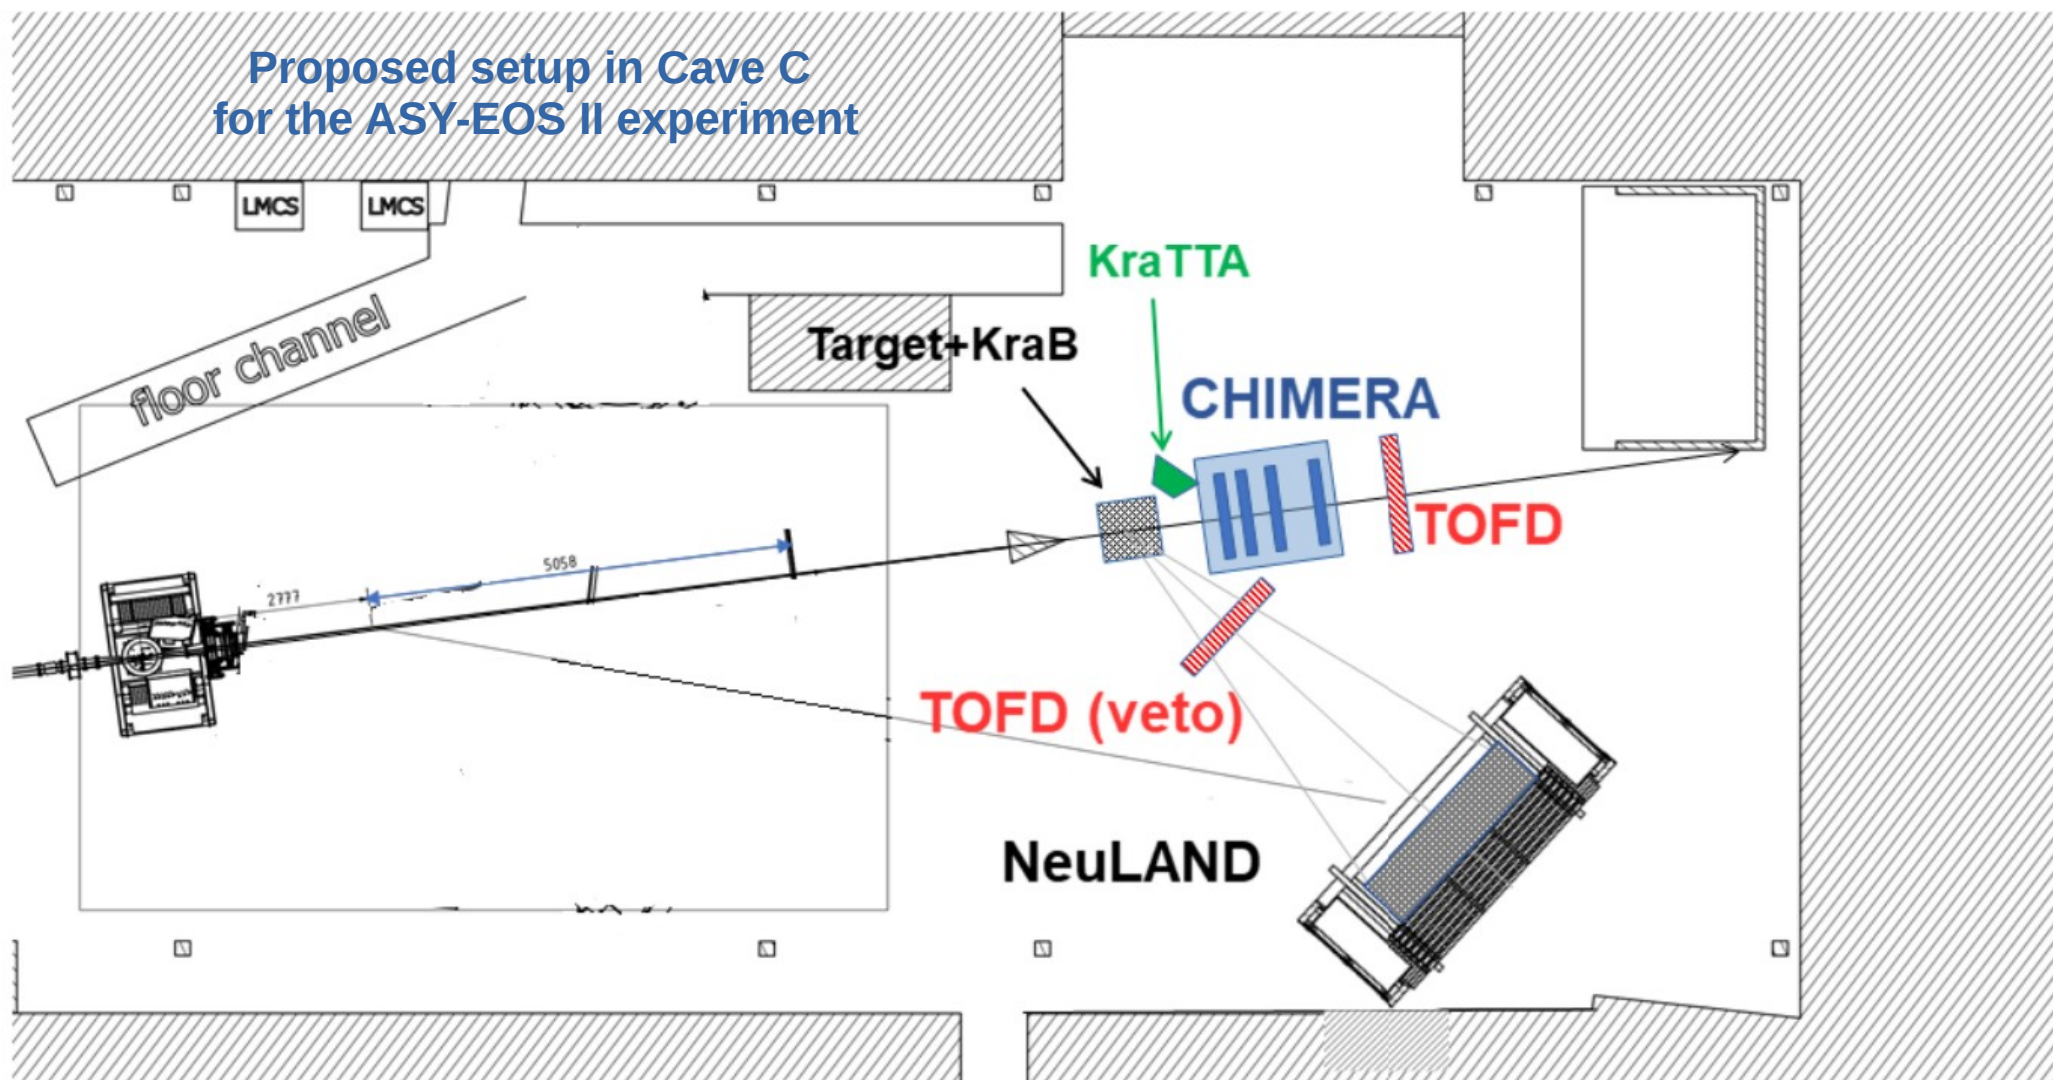 Proposed setup in Cave C
for the ASY-EOS II experiment
LMCS
LMCS
KraTTA
floor channel
Target+KraB
CHIMERA
TOFD
5058
2777
TOFD (veto)
NeuLAND